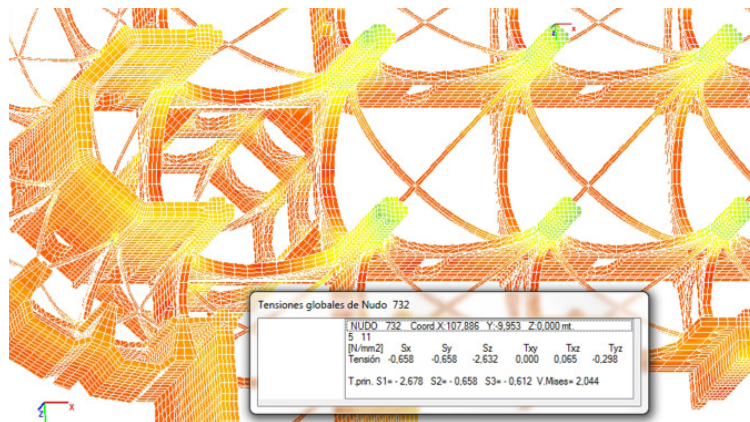 Tensiones globales de Nudo 732
NUDO 732 Coord.X:107,886 Y:-9,953 Z:0,000 mt.
5 11
[N/mm2] Sx Sy Sz Txy Txz Tyz
Tensión -0,658 -0,658 -2,632 0,000 0,065 -0,298
T.prin. S1= -2,678 S2= -0,658 S3= -0,612 V.Mises= 2,044
z x
z x